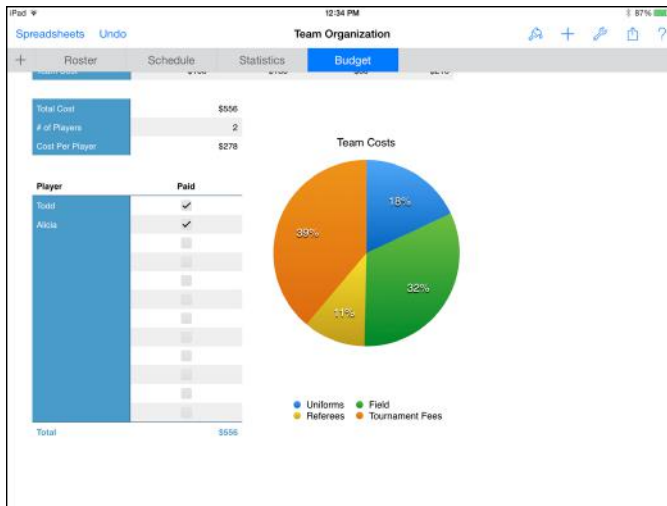 iPad 12:34 PM 87%
Spreadsheets Undo Team Organization ?
+ Roster Schedule Statistics Budget
Total Cost $556
# of Players 2
Cost Per Player $278
Team Costs
Player Paid
Todd
Alicia
18%
39%
32%
11%
Uniforms Field
Referees Tournament Fees
Total $556